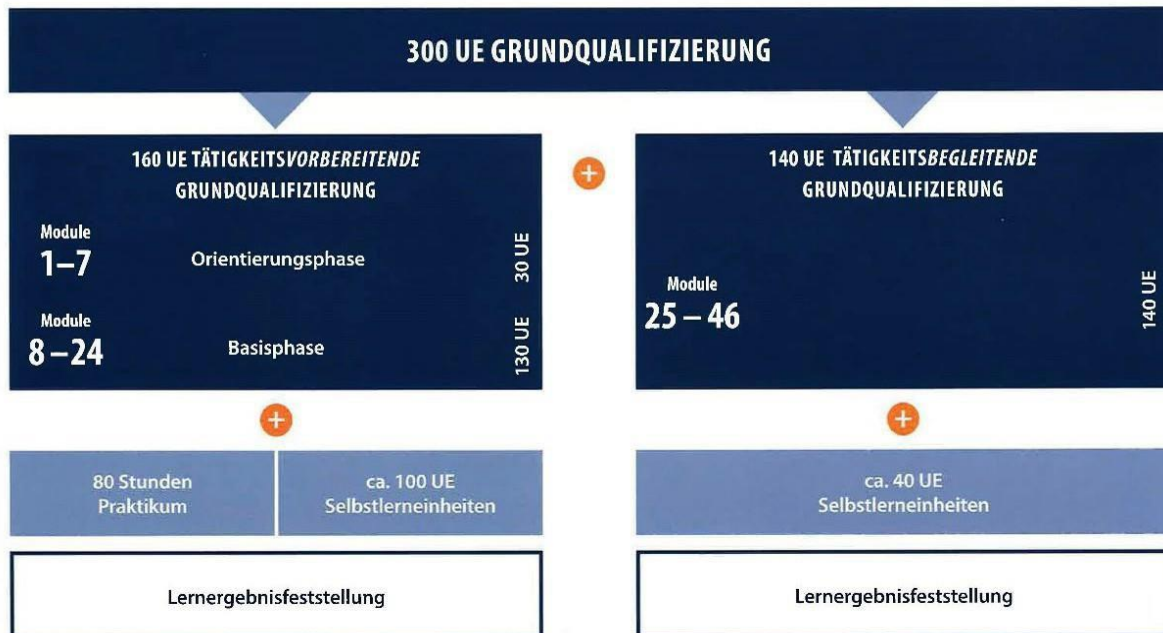 300 UE GRUNDQUALIFIZIERUNG
160 UE TÄTIGKEITSVORBEREITENDE
GRUNDQUALIFIZIERUNG
Module
1–7
Orientierungsphase
30 UE
Module
8–24
Basisphase
130 UE
+
140 UE TÄTIGKEITSBEGLEITENDE
GRUNDQUALIFIZIERUNG
Module
25 – 46
140 UE
+
+
80 Stunden
Praktikum
ca. 100 UE
Selbstlerneinheiten
ca. 40 UE
Selbstlerneinheiten
Lernergebnisfeststellung
Lernergebnisfeststellung